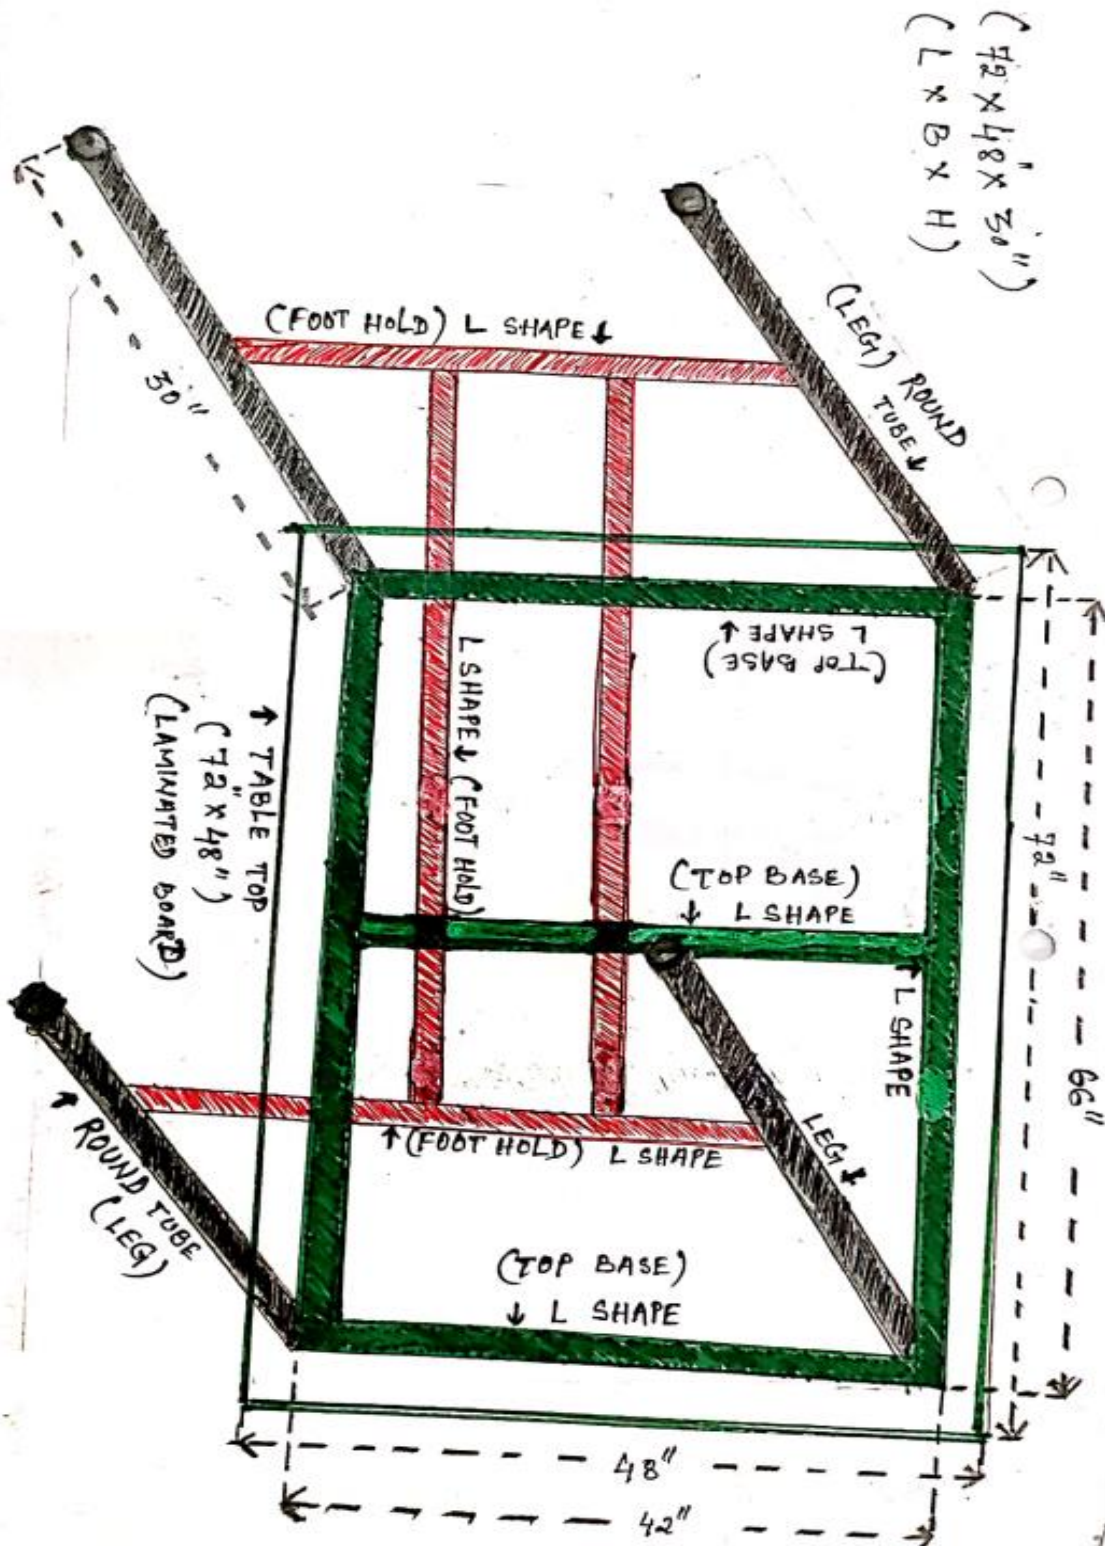 (72 x 48" x 30")
(L x B x H)
(LEG) ROUND
TUBE↓
(FOOT HOLD) L SHAPE↓
30"
(TOP BASE)
L SHAPE↓
L SHAPE↓(FOOT HOLD)
↑ TABLE TOP
(72" x 48")
(LAMINATED BOARD)
(TOP BASE)
↓ L SHAPE
↑ L SHAPE
72"
66"
LEG↓
↑(FOOT HOLD) L SHAPE
↑ ROUND TUBE
(LEG)
(TOP BASE)
↓ L SHAPE
48"
42"